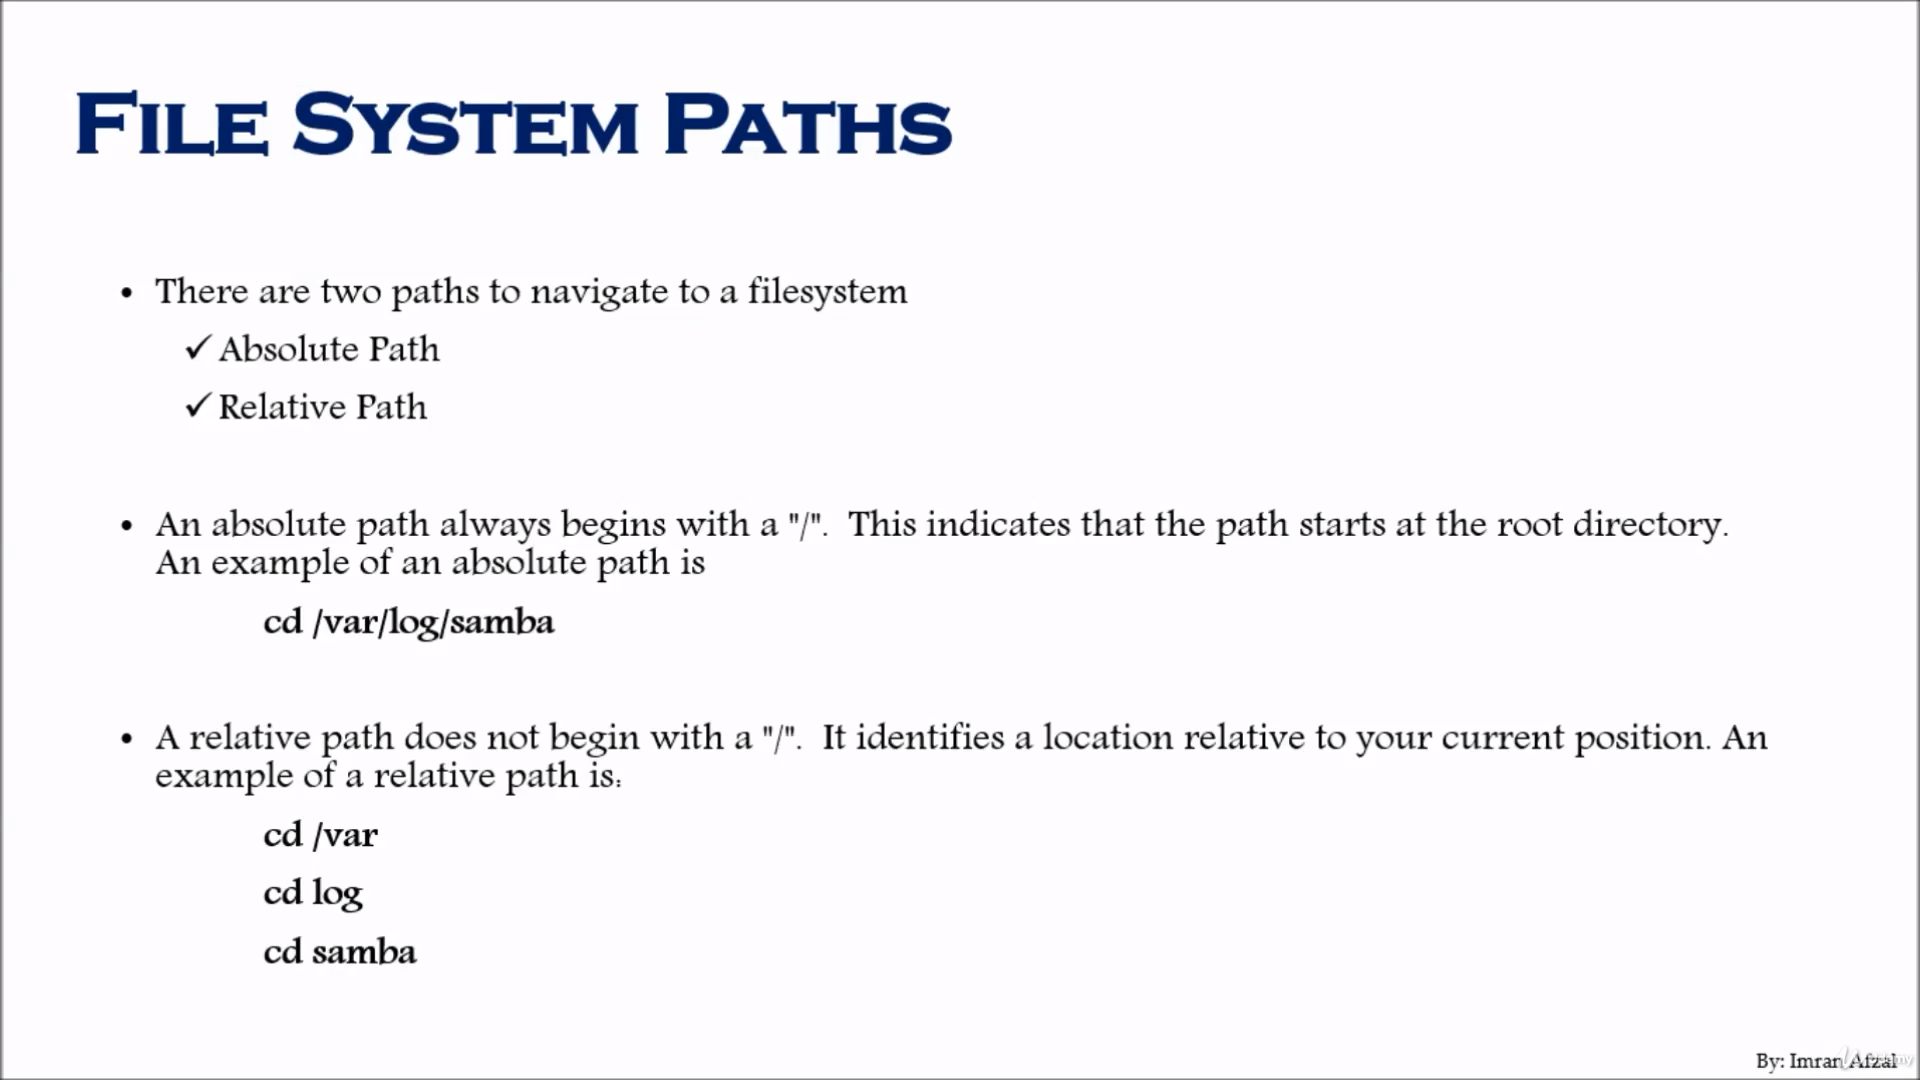 File System Paths
• There are two paths to navigate to a filesystem
✓ Absolute Path
✓ Relative Path
• An absolute path always begins with a "/".  This indicates that the path starts at the root directory.
An example of an absolute path is
cd /var/log/samba
• A relative path does not begin with a "/".  It identifies a location relative to your current position. An
example of a relative path is:
cd /var
cd log
cd samba
By: Imran Afzal